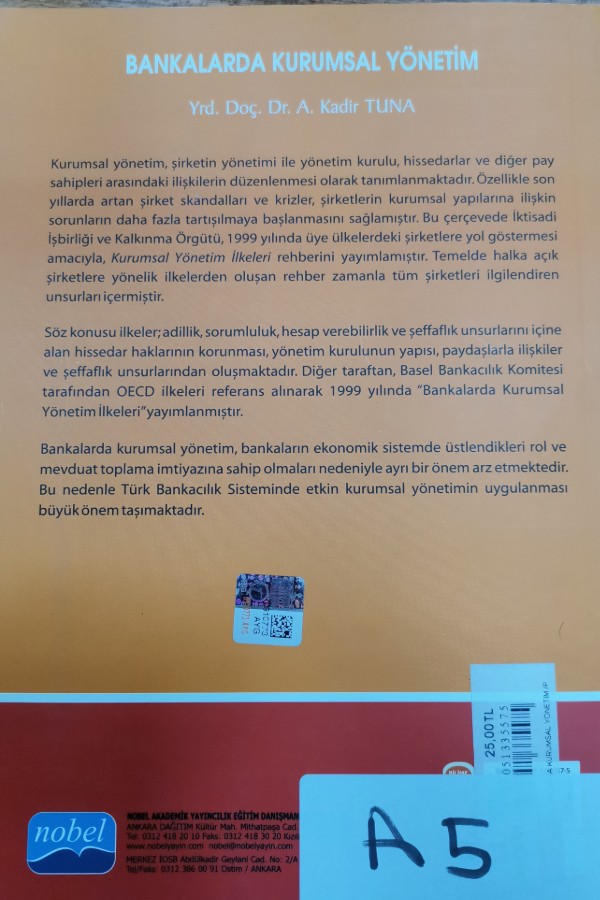 BANKALARDA KURUMSAL YÖNETİM
Yrd. Doç. Dr. A. Kadir TUNA
Kurumsal yönetim, şirketin yönetimi ile yönetim kurulu, hissedarlar ve diğer pay
sahipleri arasındaki ilişkilerin düzenlenmesi olarak tanımlanmaktadır. Özellikle son
yıllarda artan şirket skandalları ve krizler, şirketlerin kurumsal yapılarına ilişkin
sorunların daha fazla tartışılmaya başlanmasını sağlamıştır. Bu çerçevede İktisadi
İşbirliği ve Kalkınma Örgütü, 1999 yılında üye ülkelerdeki şirketlere yol göstermesi
amacıyla, Kurumsal Yönetim İlkeleri rehberini yayımlamıştır. Temelde halka açık
şirketlere yönelik ilkelerden oluşan rehber zamanla tüm şirketleri ilgilendiren
unsurları içermiştir.
Söz konusu ilkeler; adillik, sorumluluk, hesap verebilirlik ve şeffaflık unsurlarını içine
alan hissedar haklarının korunması, yönetim kurulunun yapısı, paydaşlarla ilişkiler
ve şeffaflık unsurlarından oluşmaktadır. Diğer taraftan, Basel Bankacılık Komitesi
tarafından OECD ilkeleri referans alınarak 1999 yılında "Bankalarda Kurumsal
Yönetim İlkeleri" yayımlanmıştır.
Bankalarda kurumsal yönetim, bankaların ekonomik sistemde üstlendikleri rol ve
mevduat toplama imtiyazına sahip olmaları nedeniyle ayrı bir önem arz etmektedir.
Bu nedenle Türk Bankacılık Sisteminde etkin kurumsal yönetimin uygulanması
büyük önem taşımaktadır.
AYG
25,00TL
051335575
A KURUMSAL YÖNETİM /P
7-5
nobel
NOBEL AKADEMİK YAYINCILIK EĞİTİM DANIŞMAN
ANKARA DAĞITIM Kültür Mah. Mithatpaşa Cad.
Tel: 0312 418 20 10 Faks: 0312 418 30 20 Kızıl
www.nobelyayin.com nobel@nobelyayin.com
MERKEZ İOSB Abdülkadir Geylani Cad. No: 2/A
Tel/Faks: 0312 386 00 91 Ostim / ANKARA
A5